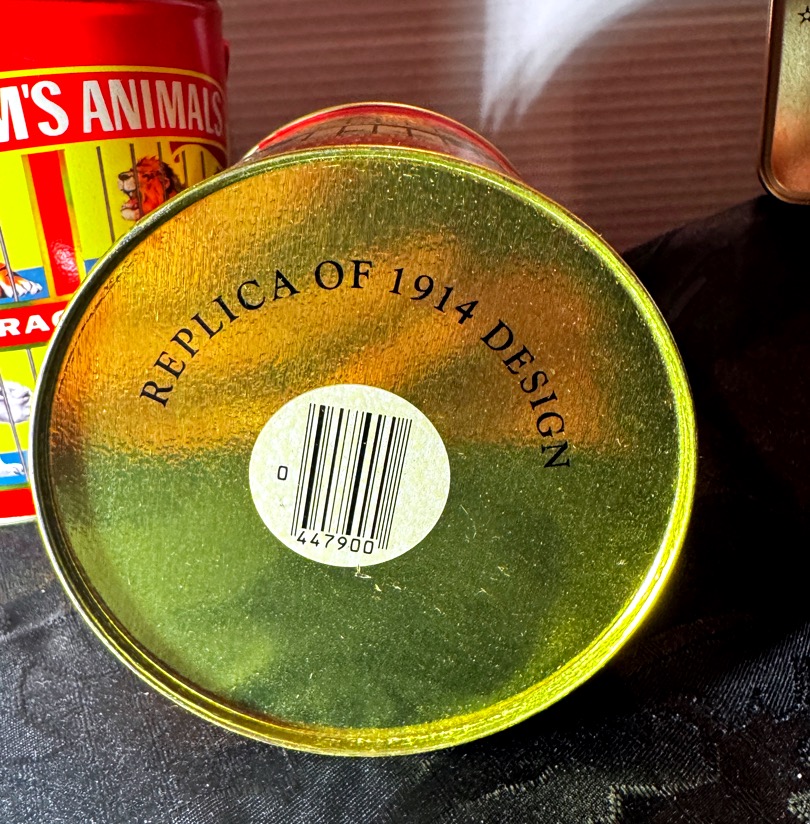 M'S ANIMALS
RAC
REPLICA OF 1914 DESIGN
0
447900